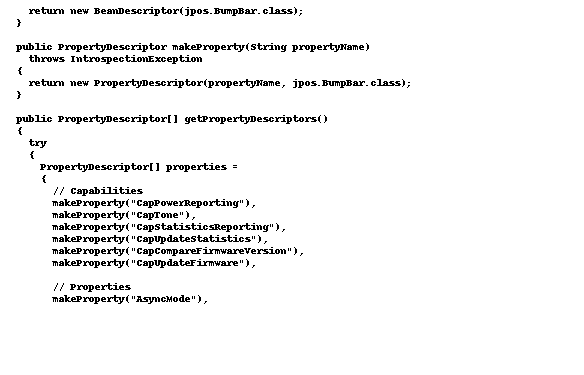 return new BeanDescriptor(jpos.BumpBar.class);
}
public PropertyDescriptor makeProperty(String propertyName)
throws IntrospectionException
{
return new PropertyDescriptor(propertyName, jpos.BumpBar.class);
}
public PropertyDescriptor[] getPropertyDescriptors()
{
try
{
PropertyDescriptor[] properties =
{
// Capabilities
makeProperty("CapPowerReporting"),
makeProperty("CapTone"),
makeProperty("CapStatisticsReporting"),
makeProperty("CapUpdateStatistics"),
makeProperty("CapCompareFirmwareVersion"),
makeProperty("CapUpdateFirmware"),
// Properties
makeProperty("AsyncMode"),